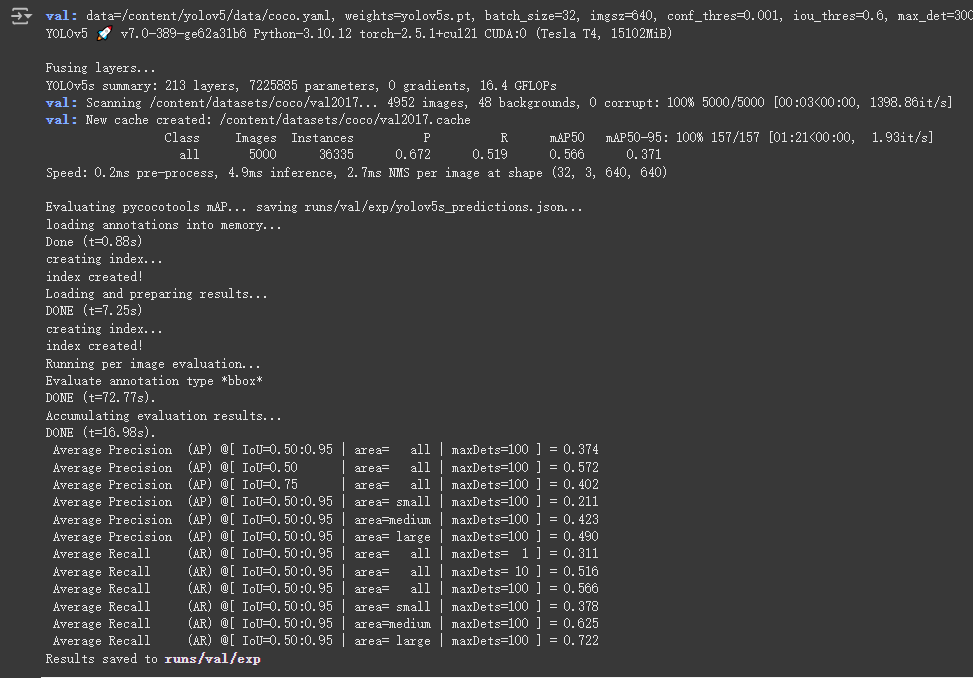 val: data=/content/yolov5/data/coco.yaml, weights=yolov5s.pt, batch_size=32, imgsz=640, conf_thres=0.001, iou_thres=0.6, max_det=300
YOLOv5 🚀 v7.0-389-ge62a31b6 Python-3.10.12 torch-2.5.1+cu121 CUDA:0 (Tesla T4, 15102MiB)
Fusing layers...
YOLOv5s summary: 213 layers, 7225885 parameters, 0 gradients, 16.4 GFLOPs
val: Scanning /content/datasets/coco/val2017... 4952 images, 48 backgrounds, 0 corrupt: 100% 5000/5000 [00:03<00:00, 1398.86it/s]
val: New cache created: /content/datasets/coco/val2017.cache
Class Images Instances P R mAP50 mAP50-95: 100% 157/157 [01:21<00:00, 1.93it/s]
all 5000 36335 0.672 0.519 0.566 0.371
Speed: 0.2ms pre-process, 4.9ms inference, 2.7ms NMS per image at shape (32, 3, 640, 640)
Evaluating pycocotools mAP... saving runs/val/exp/yolov5s_predictions.json...
loading annotations into memory...
Done (t=0.88s)
creating index...
index created!
Loading and preparing results...
DONE (t=7.25s)
creating index...
index created!
Running per image evaluation...
Evaluate annotation type *bbox*
DONE (t=72.77s).
Accumulating evaluation results...
DONE (t=16.98s).
Average Precision (AP) @[ IoU=0.50:0.95 | area= all | maxDets=100 ] = 0.374
Average Precision (AP) @[ IoU=0.50 | area= all | maxDets=100 ] = 0.572
Average Precision (AP) @[ IoU=0.75 | area= all | maxDets=100 ] = 0.402
Average Precision (AP) @[ IoU=0.50:0.95 | area= small | maxDets=100 ] = 0.211
Average Precision (AP) @[ IoU=0.50:0.95 | area=medium | maxDets=100 ] = 0.423
Average Precision (AP) @[ IoU=0.50:0.95 | area= large | maxDets=100 ] = 0.490
Average Recall (AR) @[ IoU=0.50:0.95 | area= all | maxDets= 1 ] = 0.311
Average Recall (AR) @[ IoU=0.50:0.95 | area= all | maxDets= 10 ] = 0.516
Average Recall (AR) @[ IoU=0.50:0.95 | area= all | maxDets=100 ] = 0.566
Average Recall (AR) @[ IoU=0.50:0.95 | area= small | maxDets=100 ] = 0.378
Average Recall (AR) @[ IoU=0.50:0.95 | area=medium | maxDets=100 ] = 0.625
Average Recall (AR) @[ IoU=0.50:0.95 | area= large | maxDets=100 ] = 0.722
Results saved to runs/val/exp